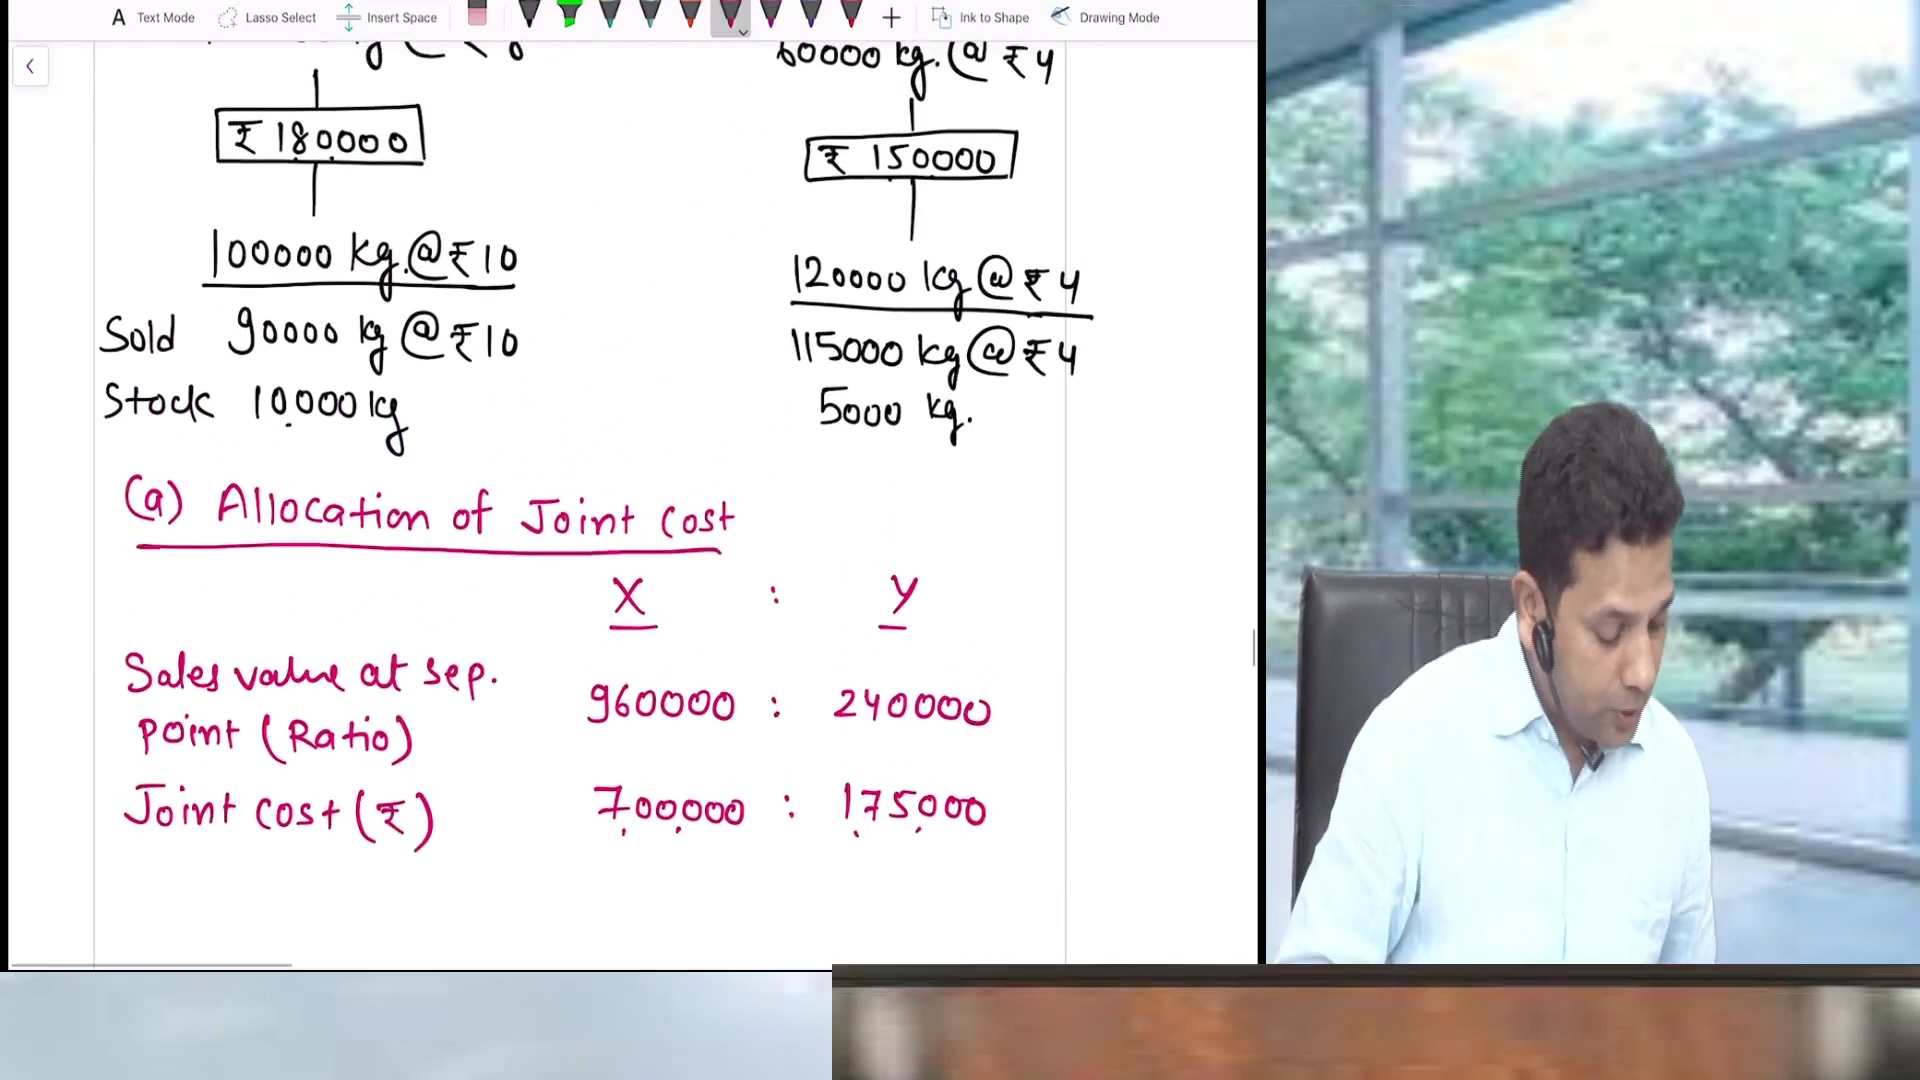 Text Mode Lasso Select Insert Space Ink to Shape Drawing Mode
60000 kg. @ ₹ 4
₹ 180000
₹ 150000
100000 kg. @ ₹ 10
120000 kg @ ₹ 4
Sold 90000 kg @ ₹ 10
115000 kg @ ₹ 4
Stock 10000 kg
5000 kg.
(a) Allocation of Joint Cost
X : Y
Sales value at sep.
point (Ratio)
960000 : 240000
Joint cost (₹) 700000 : 175000